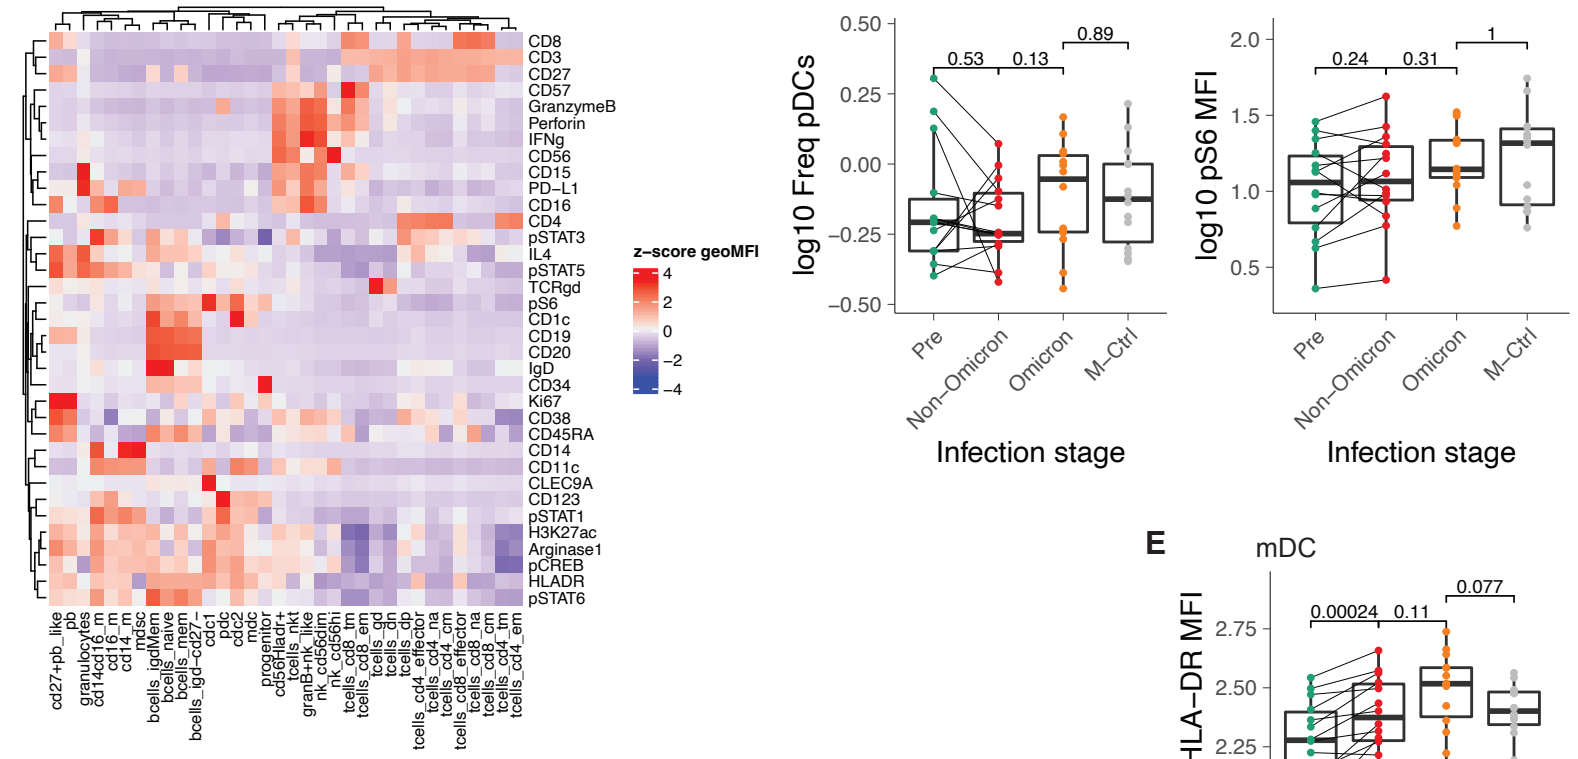 CD8
CD3
CD27
CD57
GranzymeB
Perforin
IFNg
CD56
CD15
PD−L1
CD16
CD4
pSTAT3
IL4
pSTAT5
TCRgd
pS6
CD1c
CD19
CD20
IgD
CD34
Ki67
CD38
CD45RA
CD14
CD11c
CLEC9A
CD123
pSTAT1
H3K27ac
Arginase1
pCREB
HLADR
pSTAT6
cd27+pb_like
pb
granulocytes
cd14cd16_m
cd16_m
cd14_m
mdsc
bcells_igdMem
bcells_naive
bcells_mem
bcells_igd−cd27−
cdc1
pdc
cdc2
mdc
progenitor
cd56Hladr+
tcells_nkt
granB+nk_like
nk_cd56dim
nk_cd56hi
tcells_cd8_tm
tcells_cd8_em
tcells_gd
tcells_dn
tcells_dp
tcells_cd4_effector
tcells_cd4_na
tcells_cd4_cm
tcells_cd8_effector
tcells_cd8_na
tcells_cd8_cm
tcells_cd4_tm
tcells_cd4_em
z−score geoMFI
4
2
0
−2
−4
log10 Freq pDCs
0.50
0.25
0.00
−0.25
−0.50
0.53
0.13
0.89
Pre
Non−Omicron
Omicron
M−Ctrl
Infection stage
log10 pS6 MFI
2.0
1.5
1.0
0.5
0.24
0.31
1
Pre
Non−Omicron
Omicron
M−Ctrl
Infection stage
E
mDC
HLA−DR MFI
2.75
2.50
2.25
0.00024
0.11
0.077